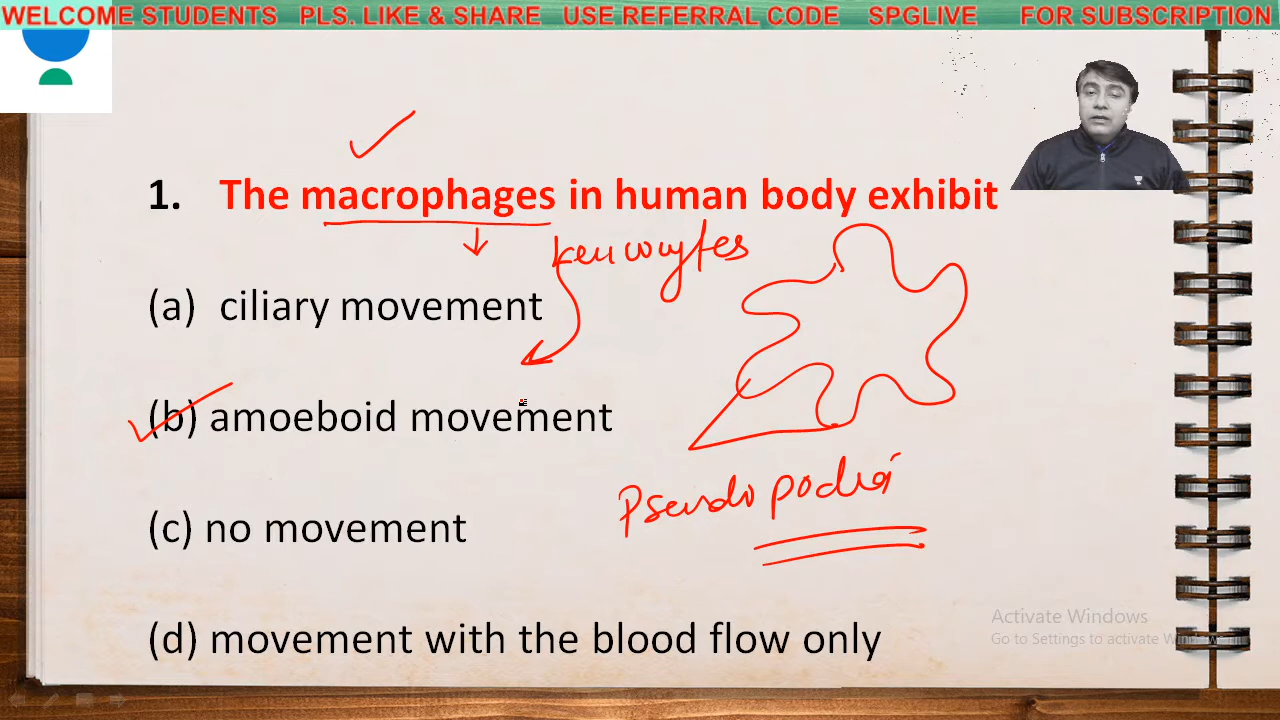 WELCOME STUDENTS PLS. LIKE & SHARE USE REFERRAL CODE SPGLIVE FOR SUBSCRIPTION
1. The macrophages in human body exhibit
(a) ciliary movement
(b) amoeboid movement
(c) no movement
Pseudopodia
(d) movement with the blood flow only
Activate Windows
Go to Settings to activate